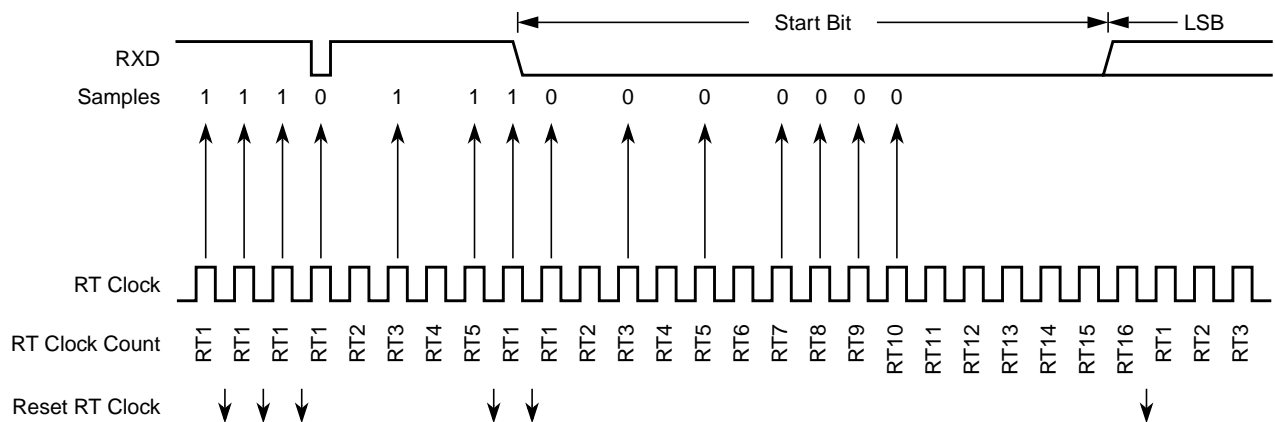 Start Bit LSB
RXD
Samples 1 1 1 0 1 1 1 0 0 0 0 0 0 0
RT Clock
RT Clock Count RT1 RT1 RT1 RT1 RT2 RT3 RT4 RT5 RT1 RT1 RT2 RT3 RT4 RT5 RT6 RT7 RT8 RT9 RT10 RT11 RT12 RT13 RT14 RT15 RT16 RT1 RT2 RT3
Reset RT Clock